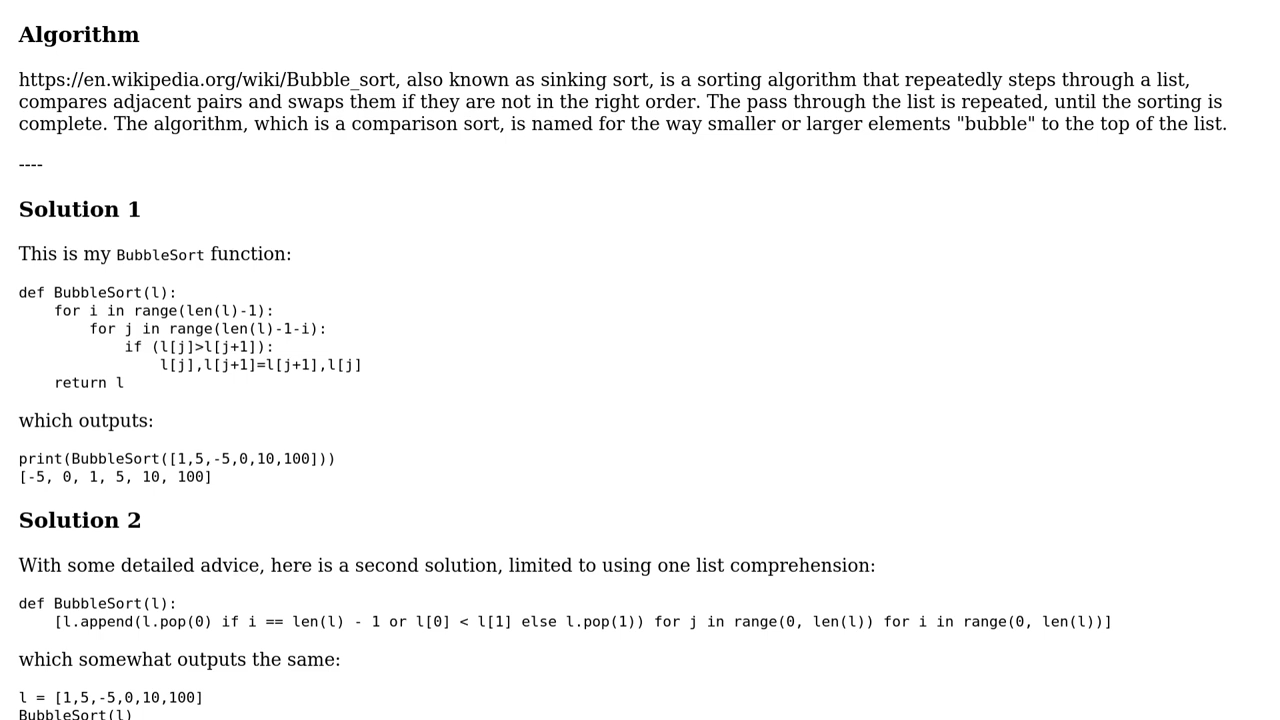 Algorithm
https://en.wikipedia.org/wiki/Bubble_sort, also known as sinking sort, is a sorting algorithm that repeatedly steps through a list,
compares adjacent pairs and swaps them if they are not in the right order. The pass through the list is repeated, until the sorting is
complete. The algorithm, which is a comparison sort, is named for the way smaller or larger elements "bubble" to the top of the list.
----
Solution 1
This is my BubbleSort function:
def BubbleSort(l):
    for i in range(len(l)-1):
        for j in range(len(l)-1-i):
            if (l[j]>l[j+1]):
                l[j],l[j+1]=l[j+1],l[j]
    return l
which outputs:
print(BubbleSort([1,5,-5,0,10,100]))
[-5, 0, 1, 5, 10, 100]
Solution 2
With some detailed advice, here is a second solution, limited to using one list comprehension:
def BubbleSort(l):
    [l.append(l.pop(0) if i == len(l) - 1 or l[0] < l[1] else l.pop(1)) for j in range(0, len(l)) for i in range(0, len(l))]
which somewhat outputs the same:
l = [1,5,-5,0,10,100]
BubbleSort(l)